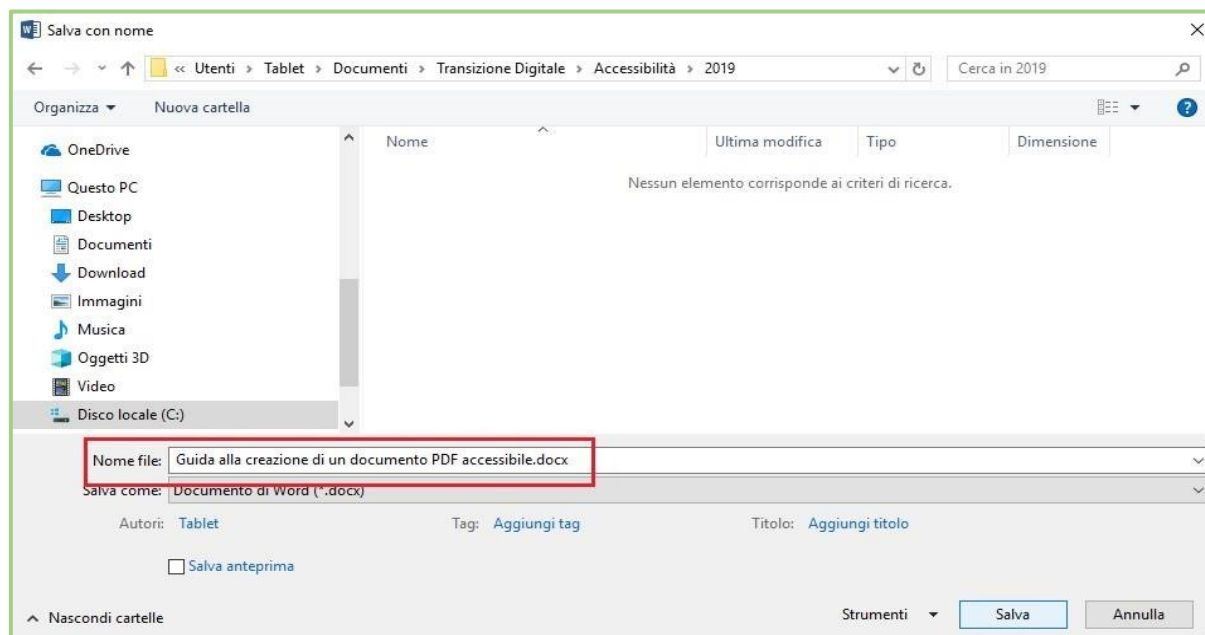 Salva con nome
« Utenti > Tablet > Documenti > Transizione Digitale > Accessibilità > 2019
Cerca in 2019
Organizza
Nuova cartella
OneDrive
Questo PC
Desktop
Documenti
Download
Immagini
Musica
Oggetti 3D
Video
Disco locale (C:)
Nome Ultima modifica Tipo Dimensione
Nessun elemento corrisponde ai criteri di ricerca.
Nome file: Guida alla creazione di un documento PDF accessibile.docx
Salva come: Documento di Word (*.docx)
Autori: Tablet Tag: Aggiungi tag Titolo: Aggiungi titolo
Salva anteprima
Nascondi cartelle Strumenti Salva Annulla